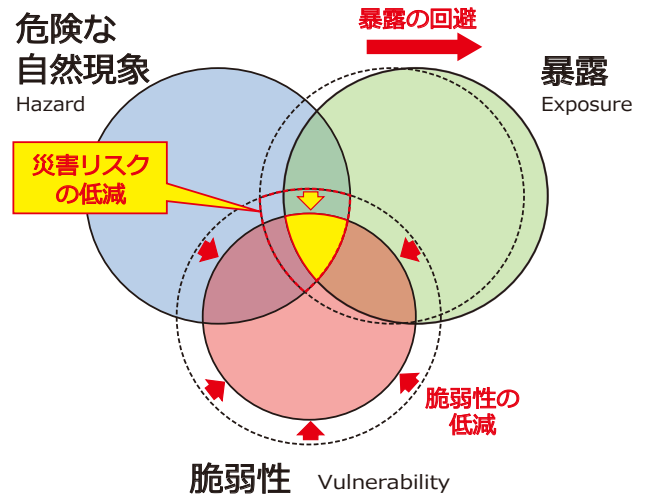 危険な
自然現象
Hazard
暴露の回避
暴露
Exposure
災害リスク
の低減
脆弱性の
低減
脆弱性 Vulnerability